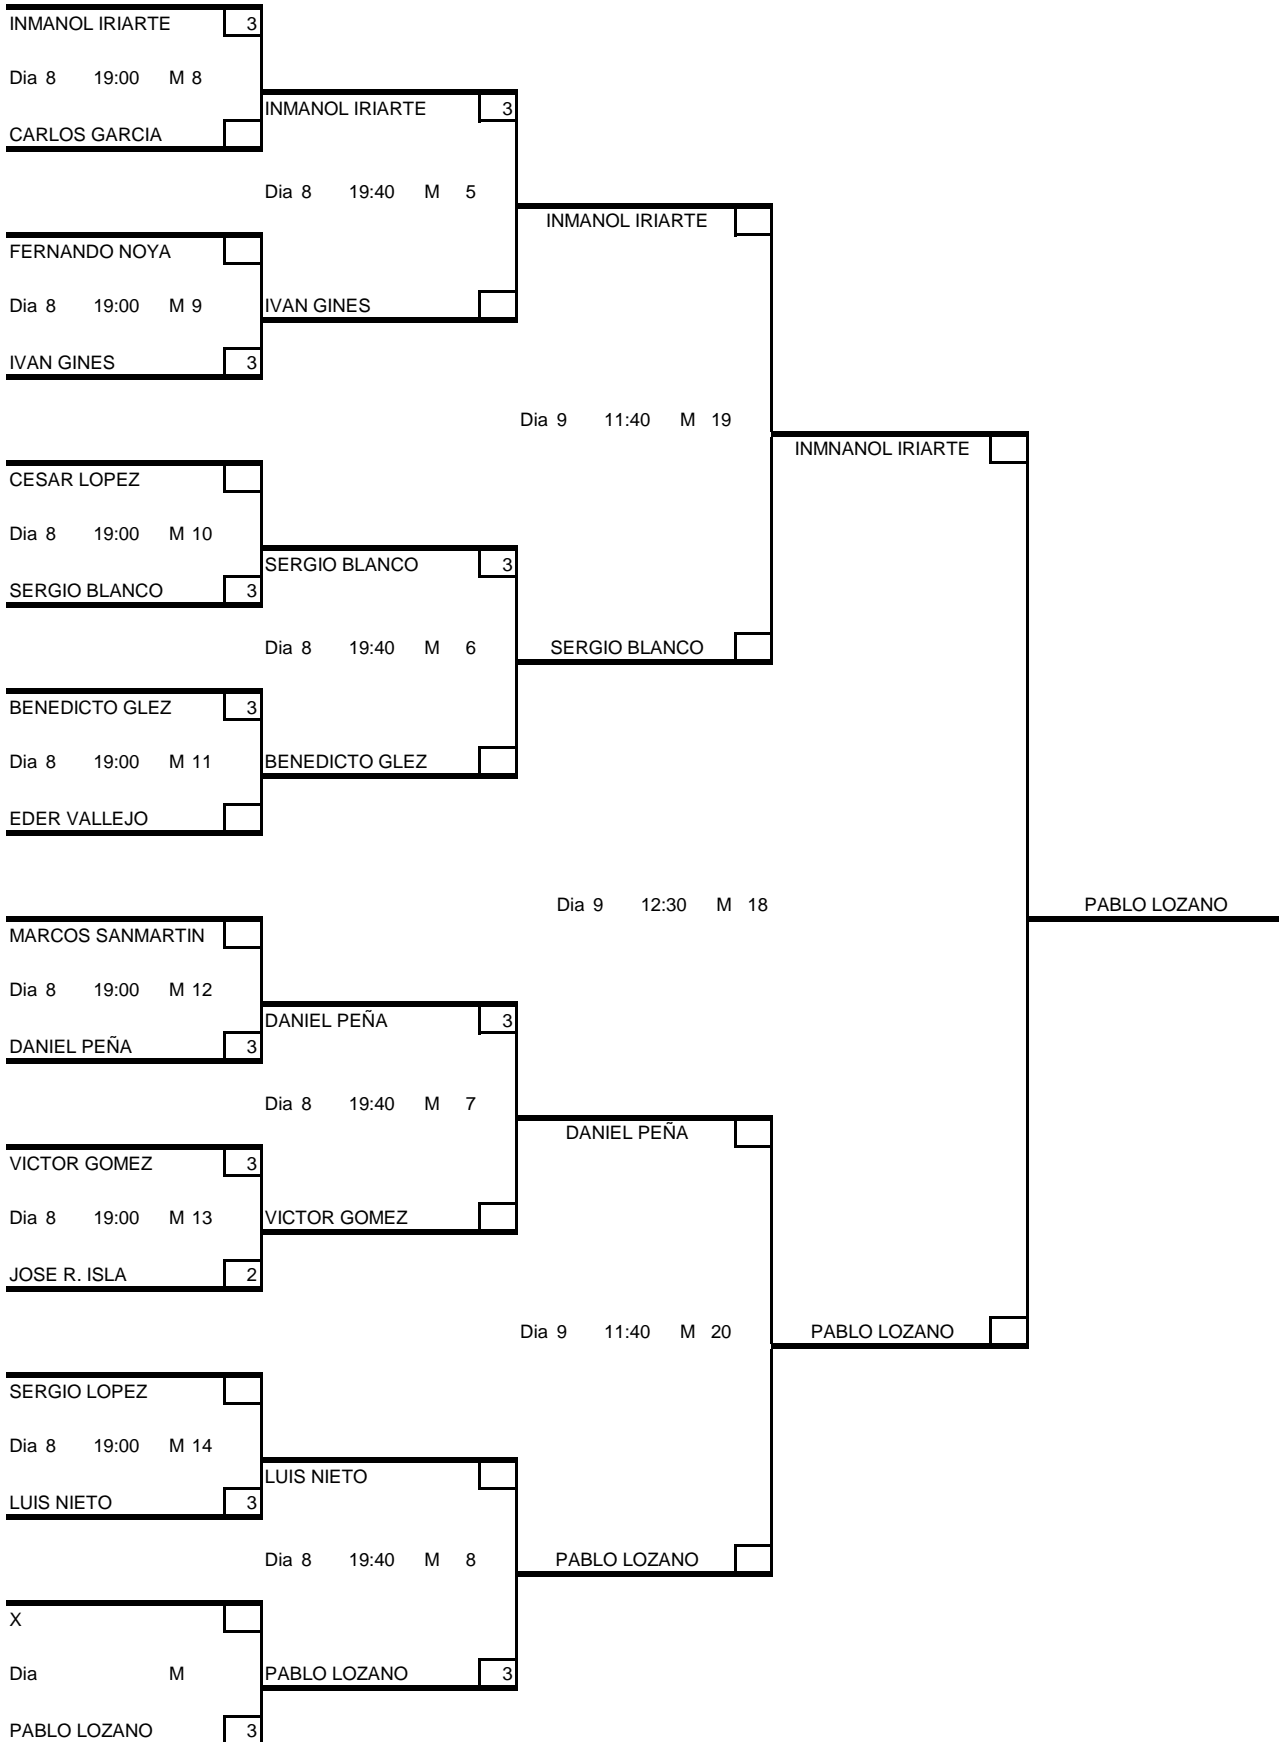 INMANOL IRIARTE 3
Dia 8 19:00 M 8
INMANOL IRIARTE 3
CARLOS GARCIA
Dia 8 19:40 M 5
INMANOL IRIARTE
FERNANDO NOYA
Dia 8 19:00 M 9
IVAN GINES
IVAN GINES 3
Dia 9 11:40 M 19
INMNANOL IRIARTE
CESAR LOPEZ
Dia 8 19:00 M 10
SERGIO BLANCO 3
SERGIO BLANCO 3
Dia 8 19:40 M 6
SERGIO BLANCO
BENEDICTO GLEZ 3
Dia 8 19:00 M 11
BENEDICTO GLEZ
EDER VALLEJO
Dia 9 12:30 M 18
PABLO LOZANO
MARCOS SANMARTIN
Dia 8 19:00 M 12
DANIEL PEÑA 3
DANIEL PEÑA 3
Dia 8 19:40 M 7
DANIEL PEÑA
VICTOR GOMEZ 3
Dia 8 19:00 M 13
VICTOR GOMEZ
JOSE R. ISLA 2
Dia 9 11:40 M 20
PABLO LOZANO
SERGIO LOPEZ
Dia 8 19:00 M 14
LUIS NIETO
LUIS NIETO 3
Dia 8 19:40 M 8
PABLO LOZANO
X
Dia M
PABLO LOZANO 3
PABLO LOZANO 3